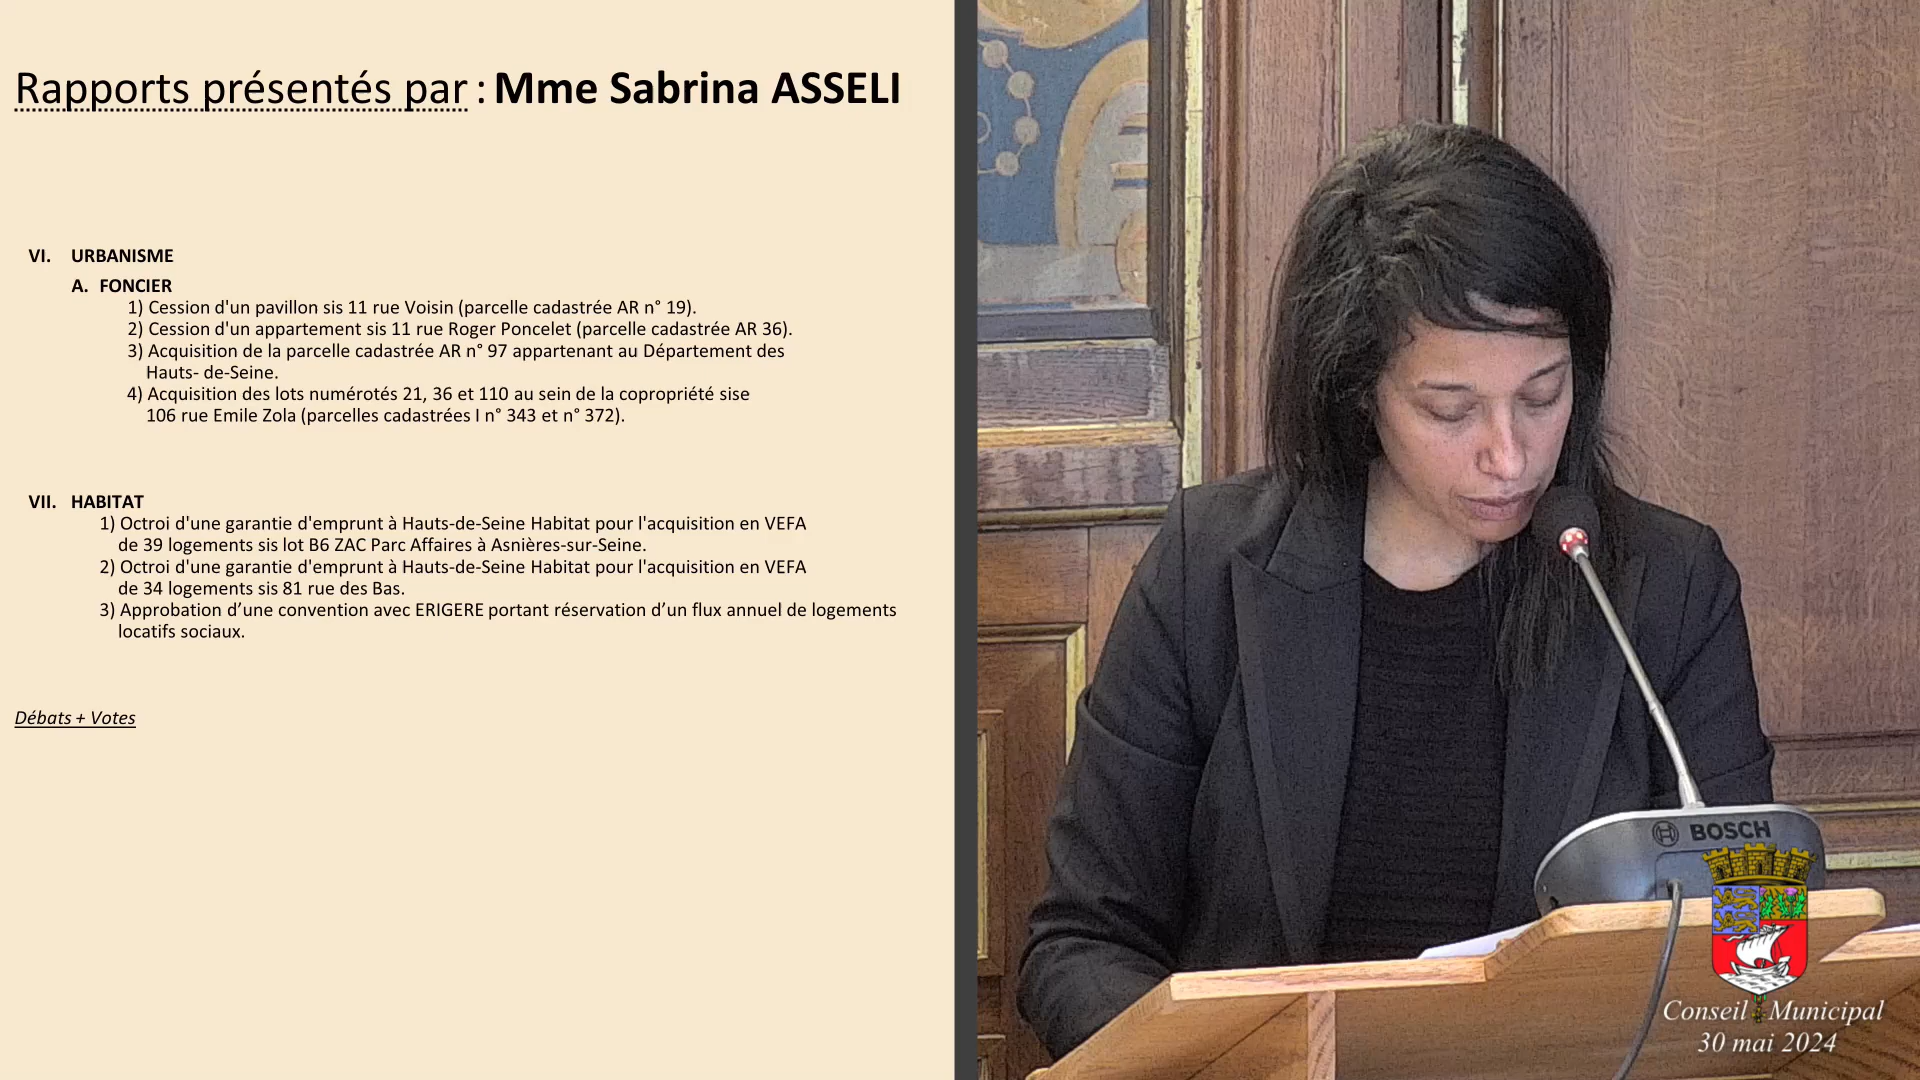 Rapports présentés par : Mme Sabrina ASSELI
VI. URBANISME
A. FONCIER
1) Cession d'un pavillon sis 11 rue Voisin (parcelle cadastrée AR n° 19).
2) Cession d'un appartement sis 11 rue Roger Poncelet (parcelle cadastrée AR 36).
3) Acquisition de la parcelle cadastrée AR n° 97 appartenant au Département des
Hauts- de-Seine.
4) Acquisition des lots numérotés 21, 36 et 110 au sein de la copropriété sise
106 rue Emile Zola (parcelles cadastrées I n° 343 et n° 372).
VII. HABITAT
1) Octroi d'une garantie d'emprunt à Hauts-de-Seine Habitat pour l'acquisition en VEFA
de 39 logements sis lot B6 ZAC Parc Affaires à Asnières-sur-Seine.
2) Octroi d'une garantie d'emprunt à Hauts-de-Seine Habitat pour l'acquisition en VEFA
de 34 logements sis 81 rue des Bas.
3) Approbation d’une convention avec ERIGERE portant réservation d’un flux annuel de logements
locatifs sociaux.
Débats + Votes
BOSCH
Conseil Municipal
30 mai 2024